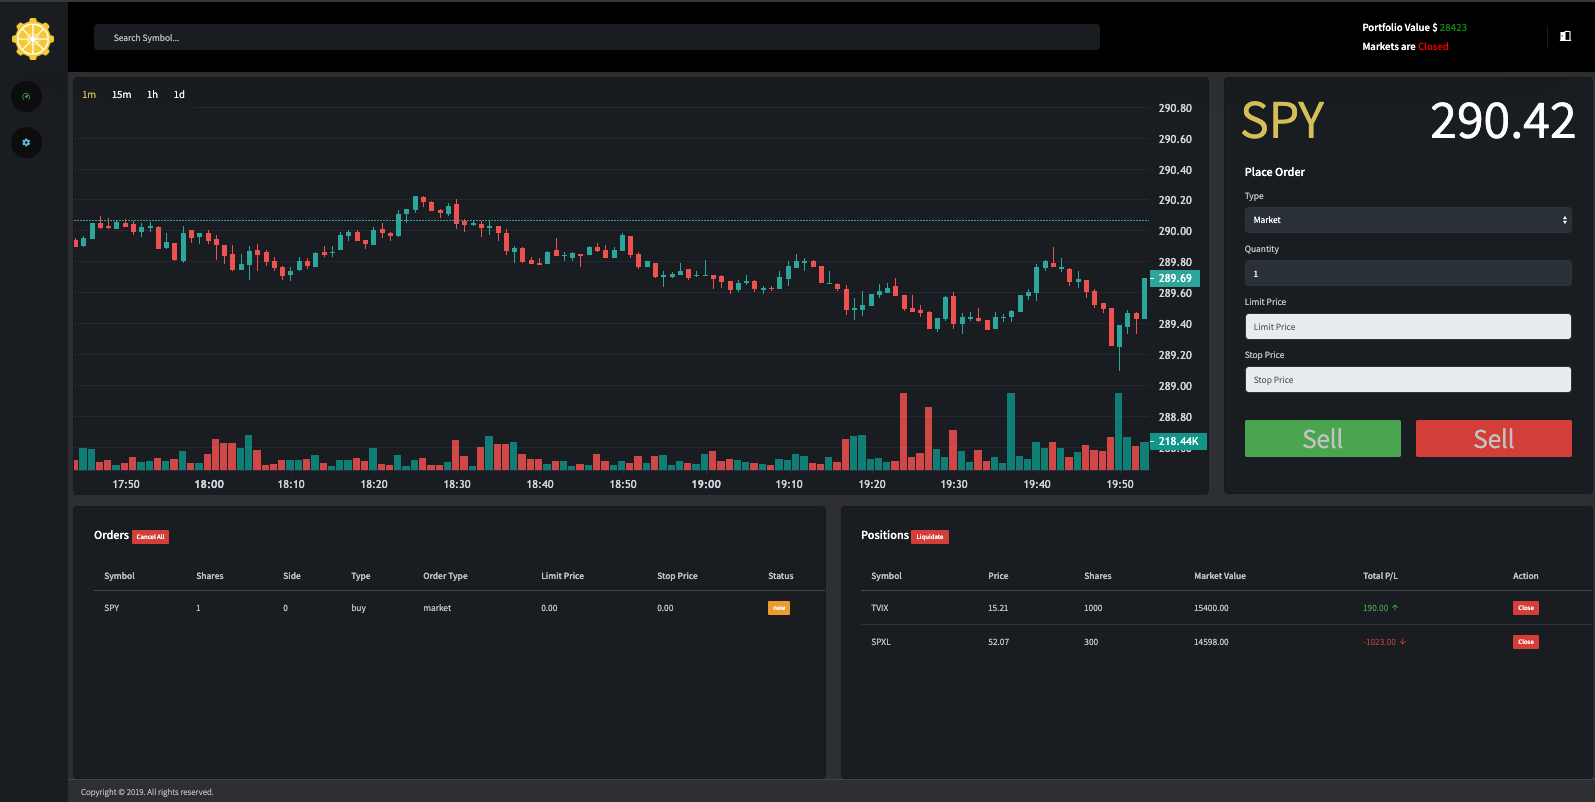 Search Symbol...
Portfolio Value $ 28423
Markets are Closed
1m 15m 1h 1d
290.80
290.60
290.40
290.20
290.00
289.80
289.69
289.60
289.40
289.20
289.00
288.80
218.44K
17:50 18:00 18:10 18:20 18:30 18:40 18:50 19:00 19:10 19:20 19:30 19:40 19:50
SPY 290.42
Place Order
Type
Market
Quantity
1
Limit Price
Limit Price
Stop Price
Stop Price
Sell Sell
Orders Cancel All
Symbol Shares Side Type Order Type Limit Price Stop Price Status
SPY 1 0 buy market 0.00 0.00 new
Positions Liquidate
Symbol Price Shares Market Value Total P/L Action
TVIX 15.21 1000 15400.00 190.00 ↑ Close
SPXL 52.07 300 14598.00 -1023.00 ↓ Close
Copyright © 2019. All rights reserved.